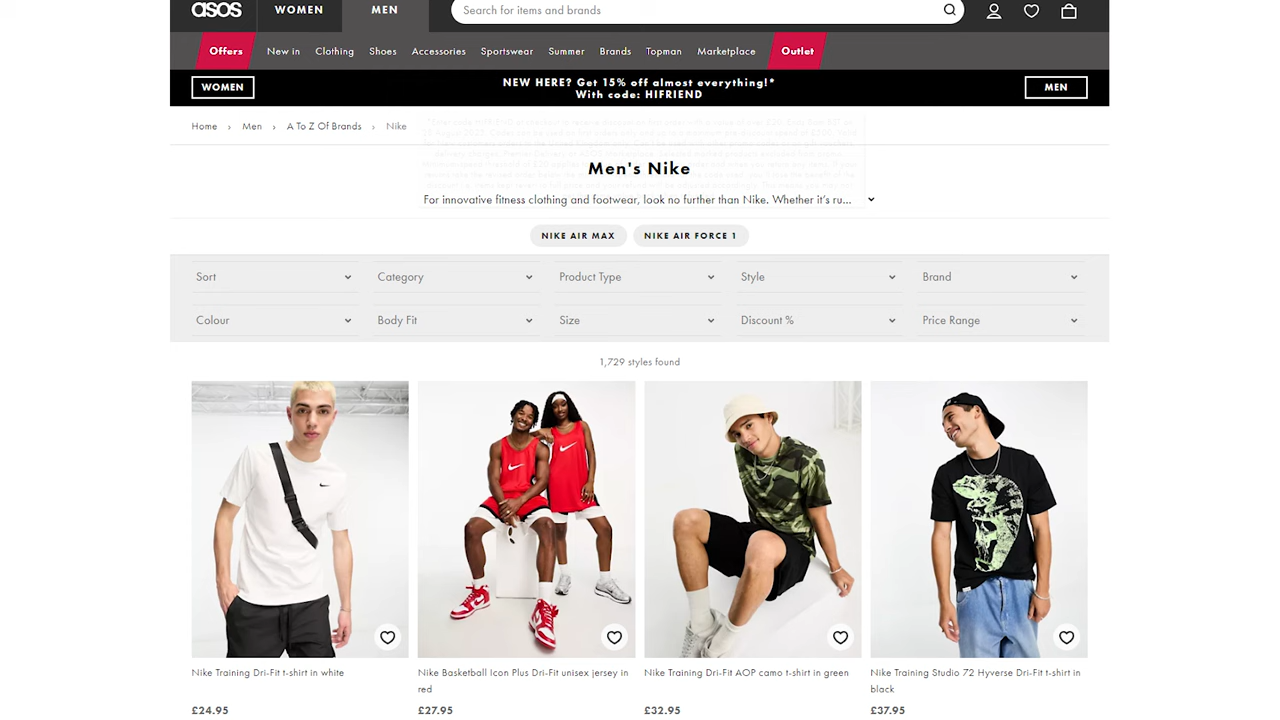 asos
WOMEN
MEN
Search for items and brands
Offers
New in
Clothing
Shoes
Accessories
Sportswear
Summer
Brands
Topman
Marketplace
Outlet
WOMEN
NEW HERE? Get 15% off almost everything!*
With code: HIFRIEND
MEN
Home › Men › A To Z Of Brands › Nike
Men's Nike
For innovative fitness clothing and footwear, look no further than Nike. Whether it's ru...
NIKE AIR MAX
NIKE AIR FORCE 1
Sort
Category
Product Type
Style
Brand
Colour
Body Fit
Size
Discount %
Price Range
1,729 styles found
Nike Training Dri-Fit t-shirt in white
£24.95
Nike Basketball Icon Plus Dri-Fit unisex jersey in
red
£27.95
Nike Training Dri-Fit AOP camo t-shirt in green
£32.95
Nike Training Studio 72 Hyverse Dri-Fit t-shirt in
black
£37.95